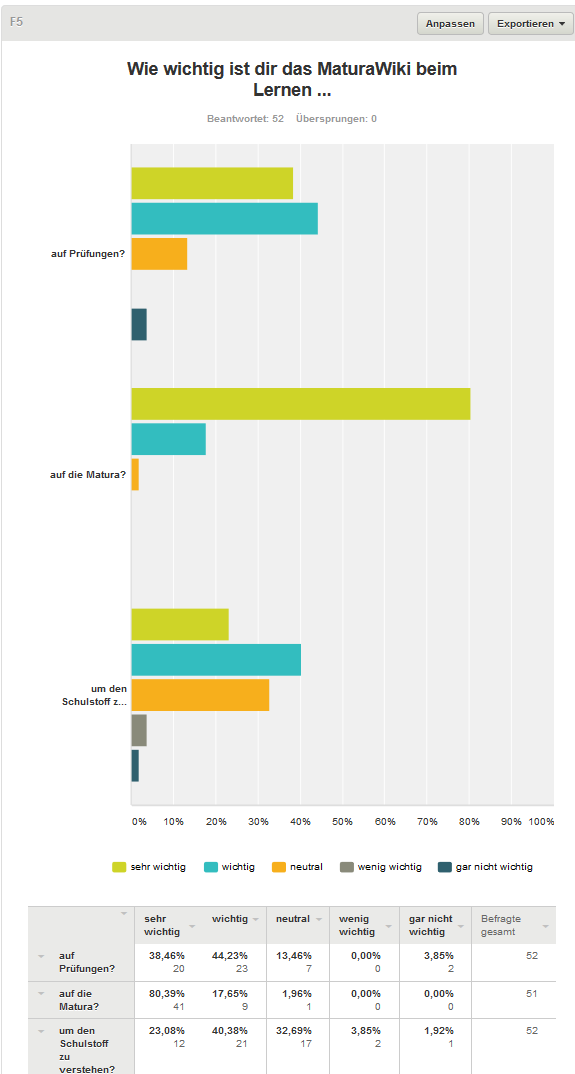 F5
Anpassen
Exportieren
Wie wichtig ist dir das MaturaWiki beim
Lernen ...
Beantwortet: 52 Übersprungen: 0
auf Prüfungen?
auf die Matura?
um den
Schulstoff z...
0% 10% 20% 30% 40% 50% 60% 70% 80% 90% 100%
sehr wichtig wichtig neutral wenig wichtig gar nicht wichtig
sehr wichtig neutral wenig gar nicht Befragte
wichtig wichtig wichtig gesamt
auf 38,46% 44,23% 13,46% 0,00% 3,85% 52
Prüfungen? 20 23 7 0 2
auf die 80,39% 17,65% 1,96% 0,00% 0,00% 51
Matura? 41 9 1 0 0
um den 23,08% 40,38% 32,69% 3,85% 1,92% 52
Schulstoff 12 21 17 2 1
zu
verstehen?